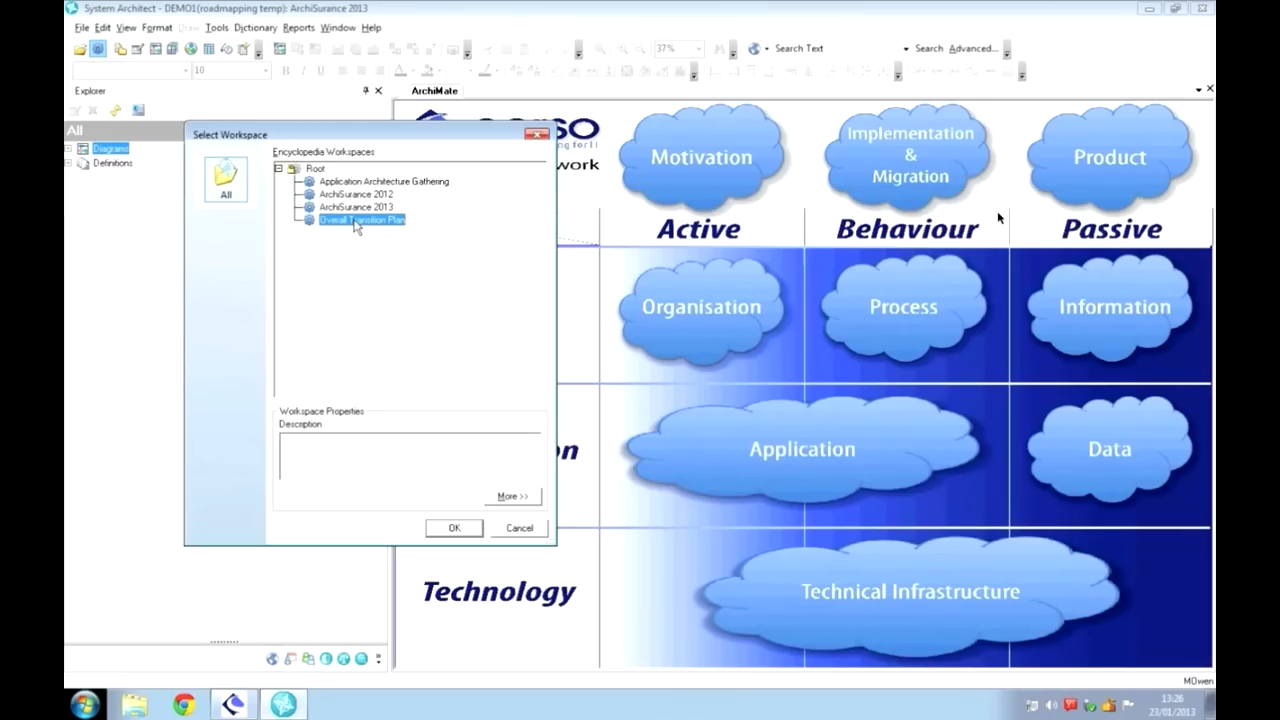 System Architect - DEMO1(roadmapping temp): ArchiSurance 2013
File Edit View Format Draw Tools Dictionary Reports Window Help
37% Search Text Search Advanced...
10
Explorer
ArchiMate
All
Diagrams
Definitions
Select Workspace
All
Encyclopedia Workspaces
Root
Application Architecture Gathering
ArchiSurance 2012
ArchiSurance 2013
Overall Transition Plan
Workspace Properties
Description
More >>
OK Cancel
work
Motivation
Implementation
&
Migration
Product
Active Behaviour Passive
Organisation Process Information
on
Application Data
Technology
Technical Infrastructure
MOwen
13:26
23/01/2013